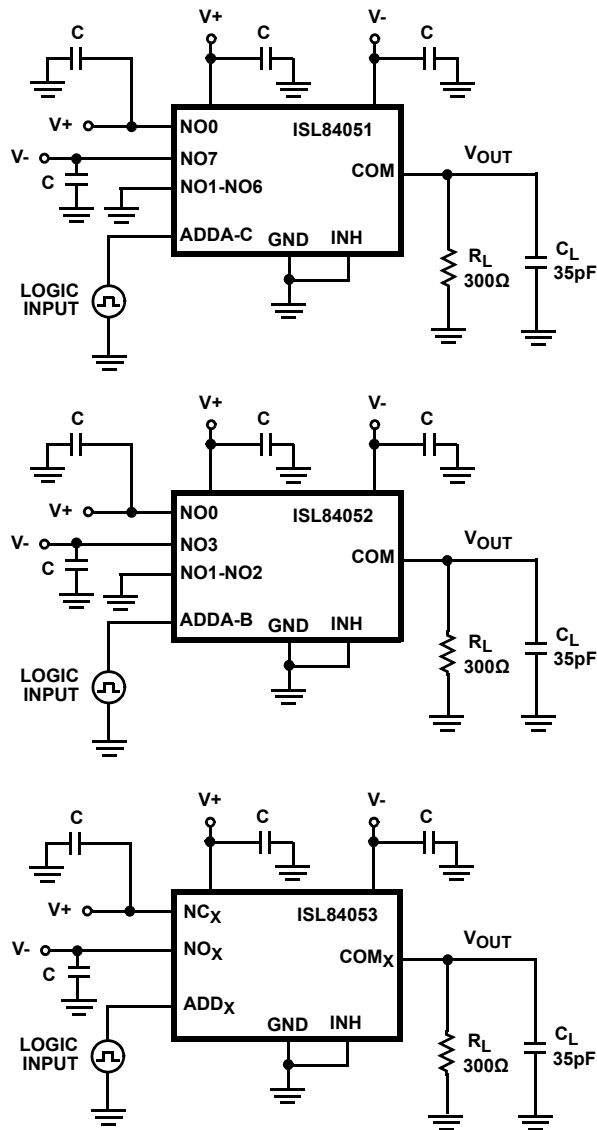 V+
V-
C
C
C
V+
NO0
ISL84051
V-
NO7
C
NO1-NO6
COM
VOUT
ADDA-C
GND
INH
LOGIC
INPUT
RL
300Ω
CL
35pF
V+
V-
C
C
C
V+
NO0
ISL84052
V-
NO3
C
NO1-NO2
COM
VOUT
ADDA-B
GND
INH
LOGIC
INPUT
RL
300Ω
CL
35pF
V+
V-
C
C
C
V+
NCX
ISL84053
V-
NOX
C
COMX
VOUT
ADDX
GND
INH
LOGIC
INPUT
RL
300Ω
CL
35pF